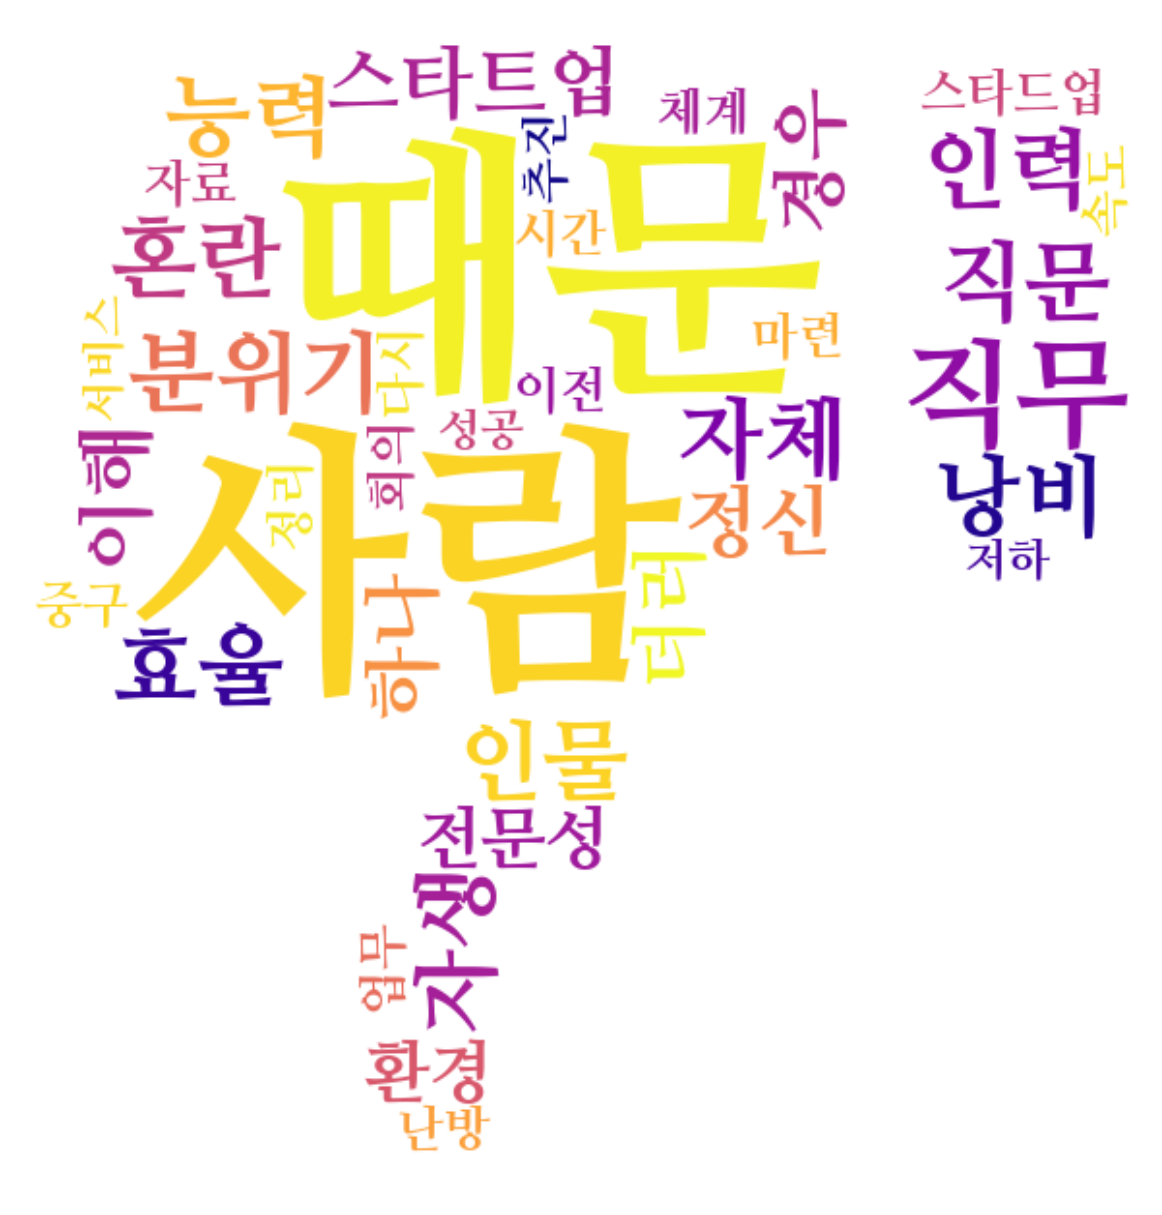 스타트업
능력
체계
경우
추진
자료
때문
시간
혼란
마련
서비스
분위기
다시
이전
성공
회의
자체
이해
사람
정리
정신
더러
중구
하나
효율
인물
전문성
자생
업무
환경
난방
스타드업
인력
속도
직문
직무
낭비
저하